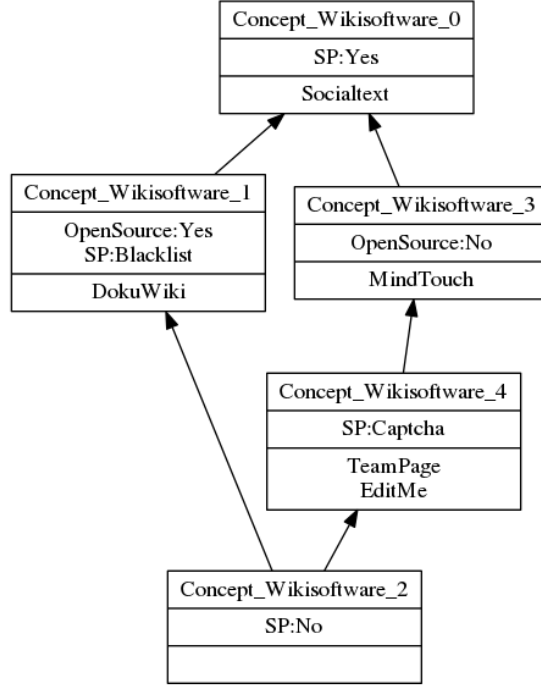 Concept_Wikisoftware_0
SP:Yes
Socialtext
Concept_Wikisoftware_1
OpenSource:Yes
SP:Blacklist
DokuWiki
Concept_Wikisoftware_3
OpenSource:No
MindTouch
Concept_Wikisoftware_4
SP:Captcha
TeamPage
EditMe
Concept_Wikisoftware_2
SP:No